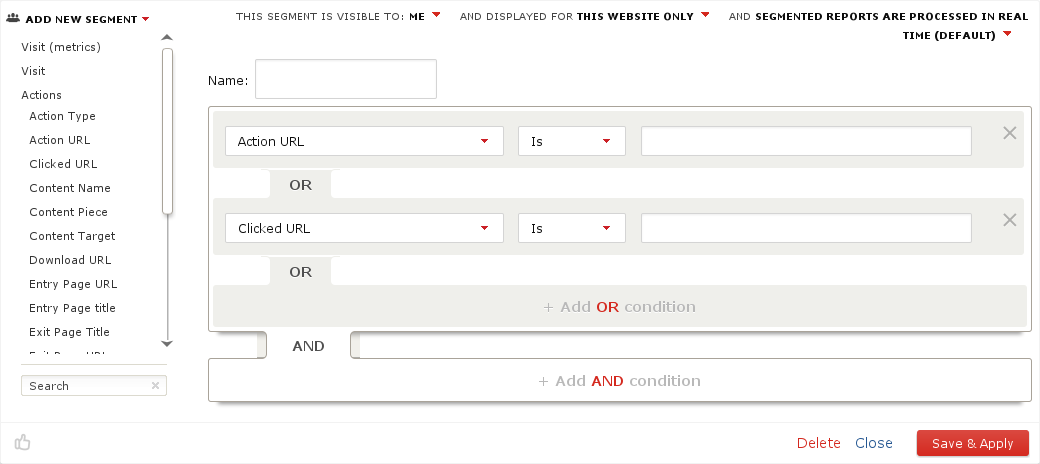 ADD NEW SEGMENT
THIS SEGMENT IS VISIBLE TO: ME AND DISPLAYED FOR THIS WEBSITE ONLY AND SEGMENTED REPORTS ARE PROCESSED IN REAL
TIME (DEFAULT)
Visit (metrics)
Visit
Actions
Action Type
Action URL
Clicked URL
Content Name
Content Piece
Content Target
Download URL
Entry Page URL
Entry Page title
Exit Page Title
Exit Page URL
Search
Name:
Action URL Is
OR
Clicked URL Is
OR
+ Add OR condition
AND
+ Add AND condition
Delete Close Save & Apply